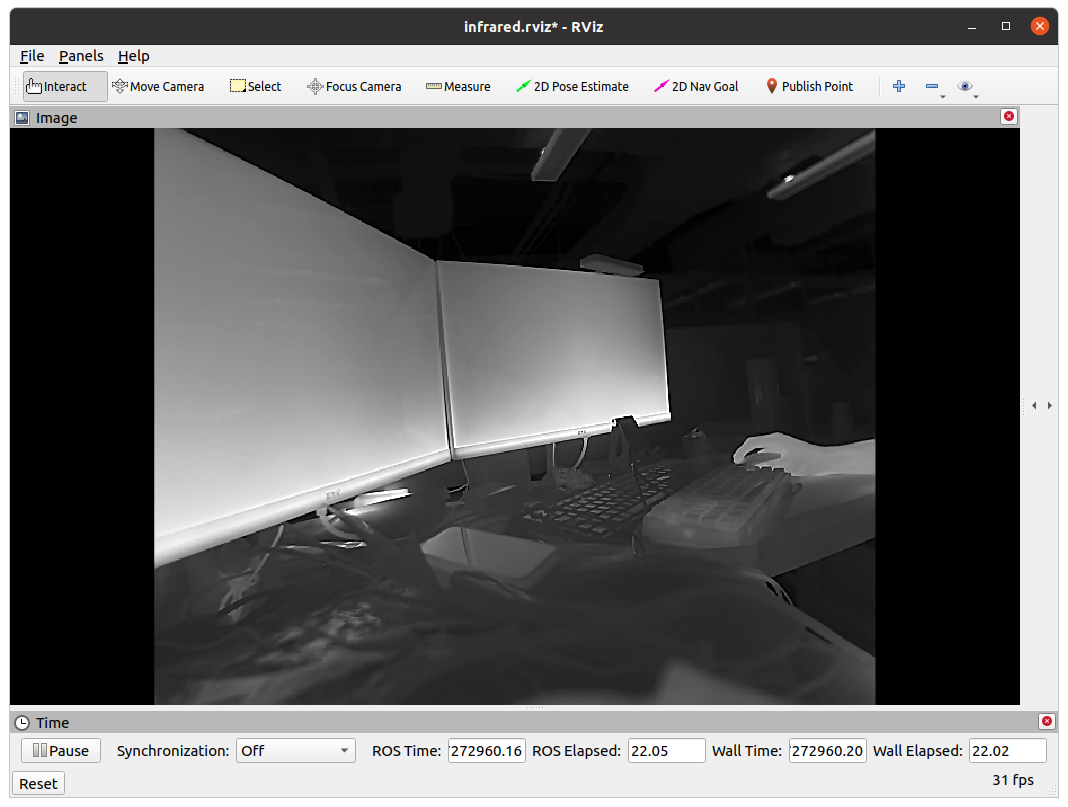 infrared.rviz* - RViz
File Panels Help
Interact Move Camera Select Focus Camera Measure 2D Pose Estimate 2D Nav Goal Publish Point
Image
Time
Pause Synchronization: Off ROS Time: 272960.16 ROS Elapsed: 22.05 Wall Time: 272960.20 Wall Elapsed: 22.02
Reset 31 fps